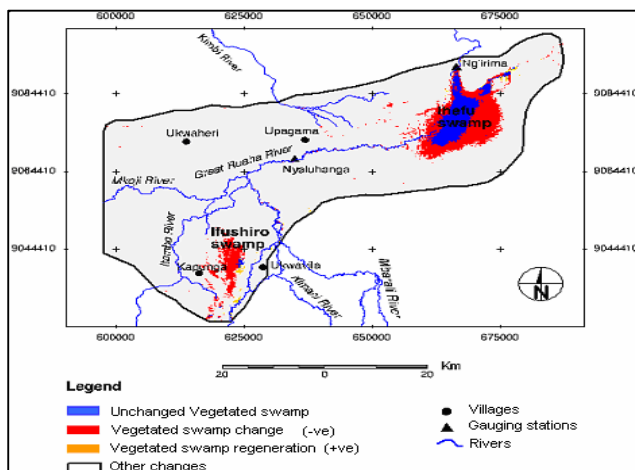 600000 625000 650000 675000
Kimbi River
Ng'irima
9084410 9084410
Ihefu
swamp
Ukwaheri Upagama
Great Ruaha River
Nyaluhanga
9064410 9064410
Mkoji River
Ifushiro
swamp
9044410 9044410
Kapunga Ukwavila
Kimani River
Mbarali River
N
600000 625000 650000 675000
20 0 20 Km
Legend
Unchanged Vegetated swamp
Vegetated swamp change (-ve)
Vegetated swamp regeneration (+ve)
Other changes
Villages
Gauging stations
Rivers